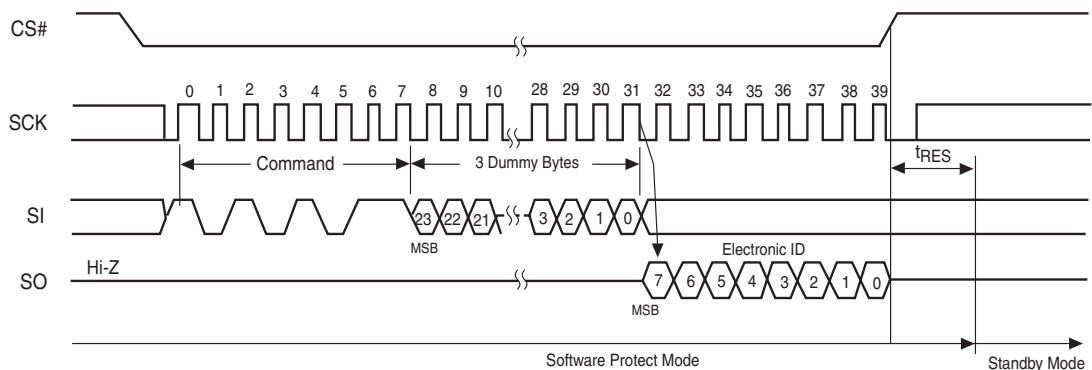 CS#
0 1 2 3 4 5 6 7 8 9 10 28 29 30 31 32 33 34 35 36 37 38 39
SCK
tRES
Command
3 Dummy Bytes
SI
23 22 21 3 2 1 0
MSB
Electronic ID
Hi-Z
SO
7 6 5 4 3 2 1 0
MSB
Software Protect Mode
Standby Mode